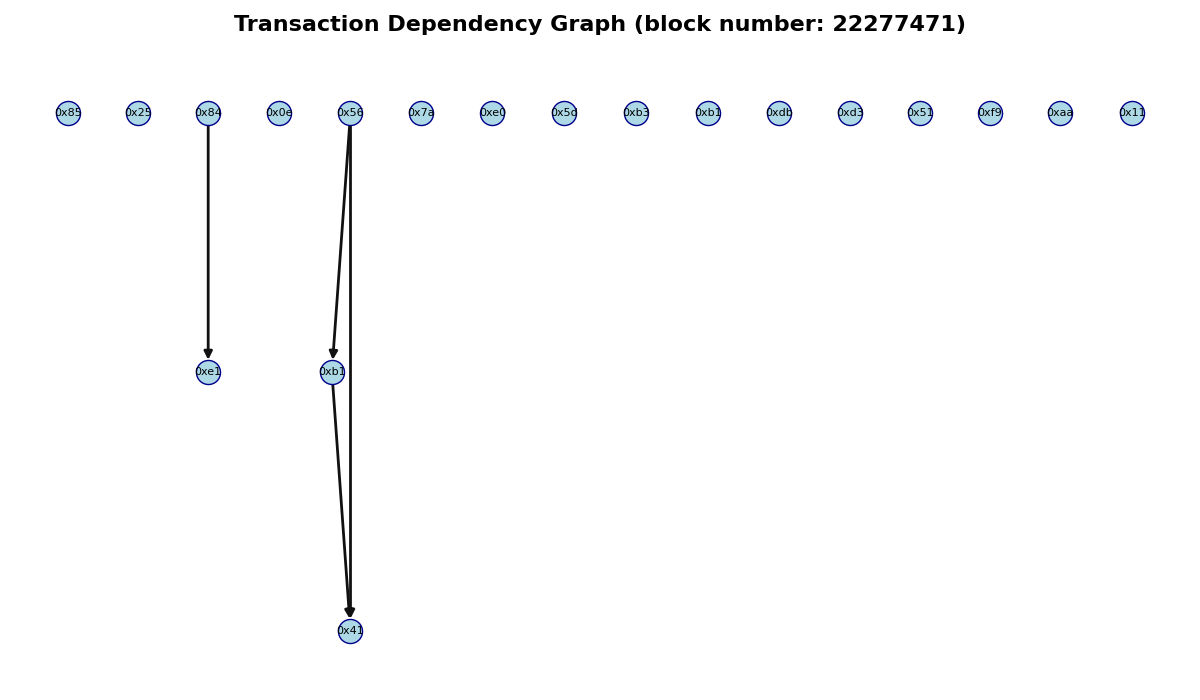 Transaction Dependency Graph (block number: 22277471)
0x85 0x25 0x84 0x0e 0x56 0x7a 0xe0 0x5d 0xb3 0xb1 0xdb 0xd3 0x51 0xf9 0xaa 0x11
0xe1 0xb1
0x41